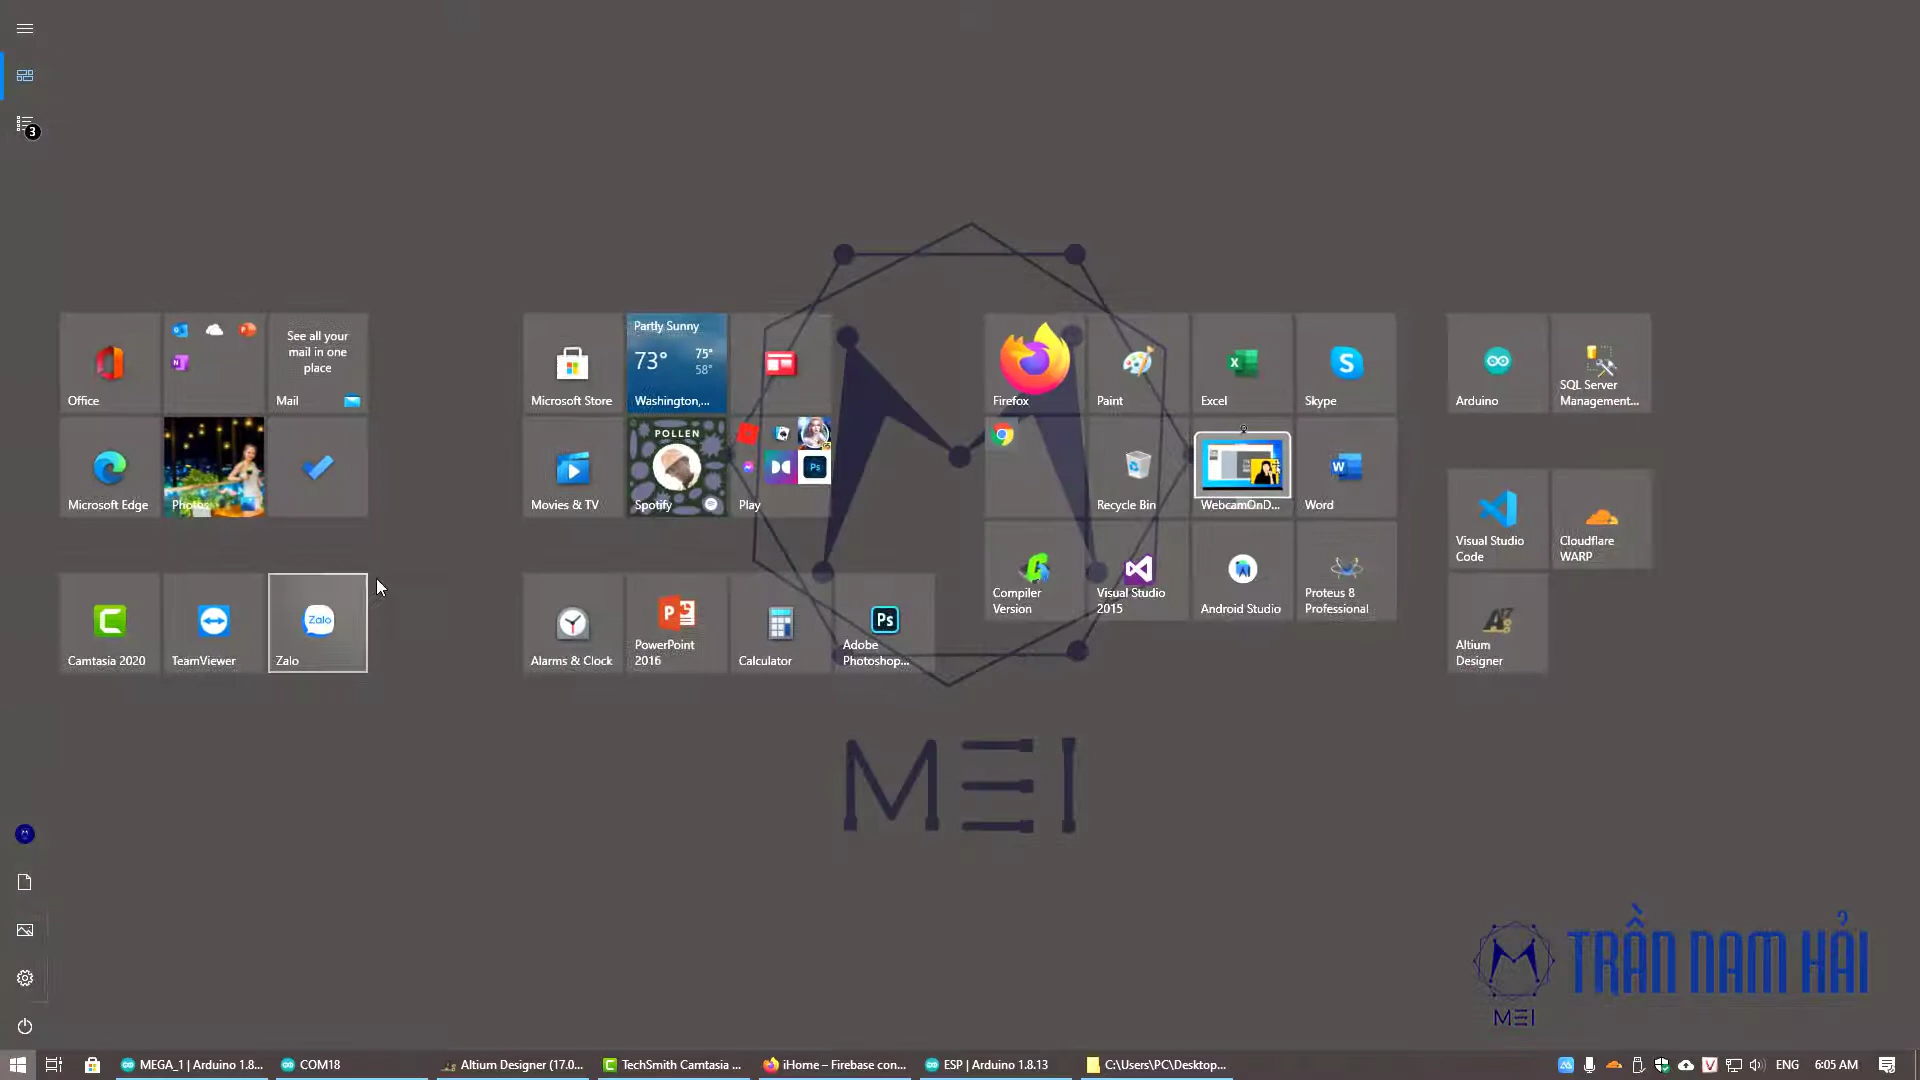 3
Office
See all your
mail in one
place
Mail
Microsoft Edge
Photos
Camtasia 2020
TeamViewer
Zalo
Zalo
Microsoft Store
Partly Sunny
73°
75°
58°
Washington,...
Movies & TV
POLLEN
Spotify
Ps
Play
Alarms & Clock
PowerPoint
2016
Calculator
Ps
Adobe
Photoshop...
Firefox
Paint
Excel
Skype
Recycle Bin
WebcamOnD...
Word
Compiler
Version
Visual Studio
2015
Android Studio
Proteus 8
Professional
Arduino
SQL Server
Management...
Visual Studio
Code
Cloudflare
WARP
Altium
Designer
MEI
TRẦN NAM HẢI
MEI
MEGA_1 | Arduino 1.8...
COM18
Altium Designer (17.0...
TechSmith Camtasia ...
iHome – Firebase con...
ESP | Arduino 1.8.13
C:\Users\PC\Desktop...
ENG
6:05 AM